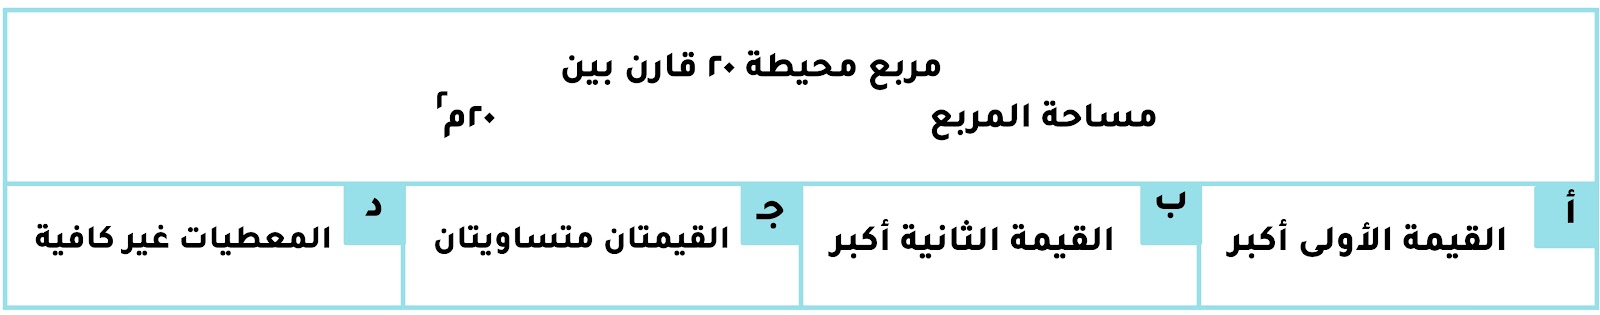 مربع محيطة ٢٠ قارن بين
مساحة المربع ٢٠م٢
أ القيمة الأولى أكبر
ب القيمة الثانية أكبر
جـ القيمتان متساويتان
د المعطيات غير كافية